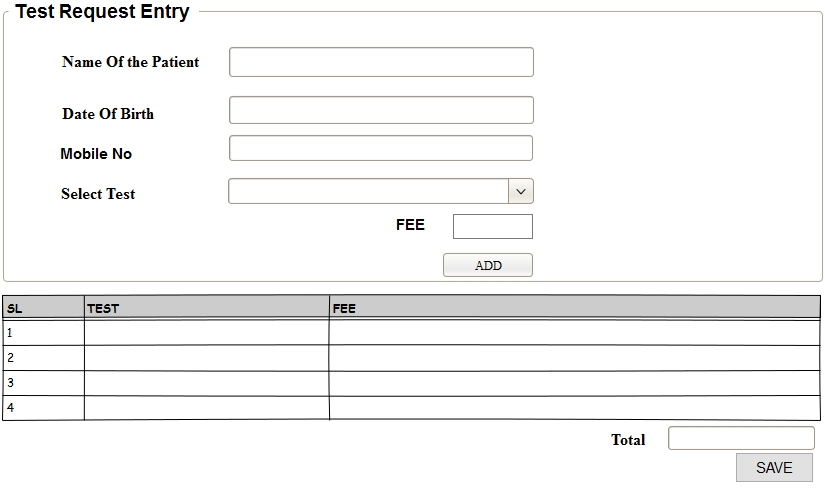 Test Request Entry
Name Of the Patient
Date Of Birth
Mobile No
Select Test
FEE
ADD
SL TEST FEE
1
2
3
4
Total
SAVE